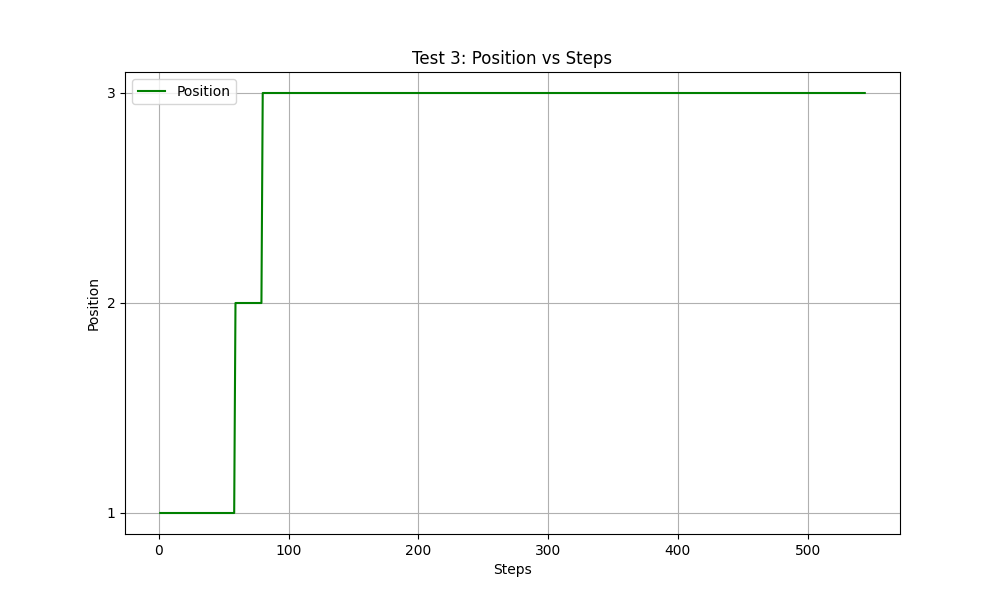 Test 3: Position vs Steps
Position
3
2
1
Position
0 100 200 300 400 500
Steps